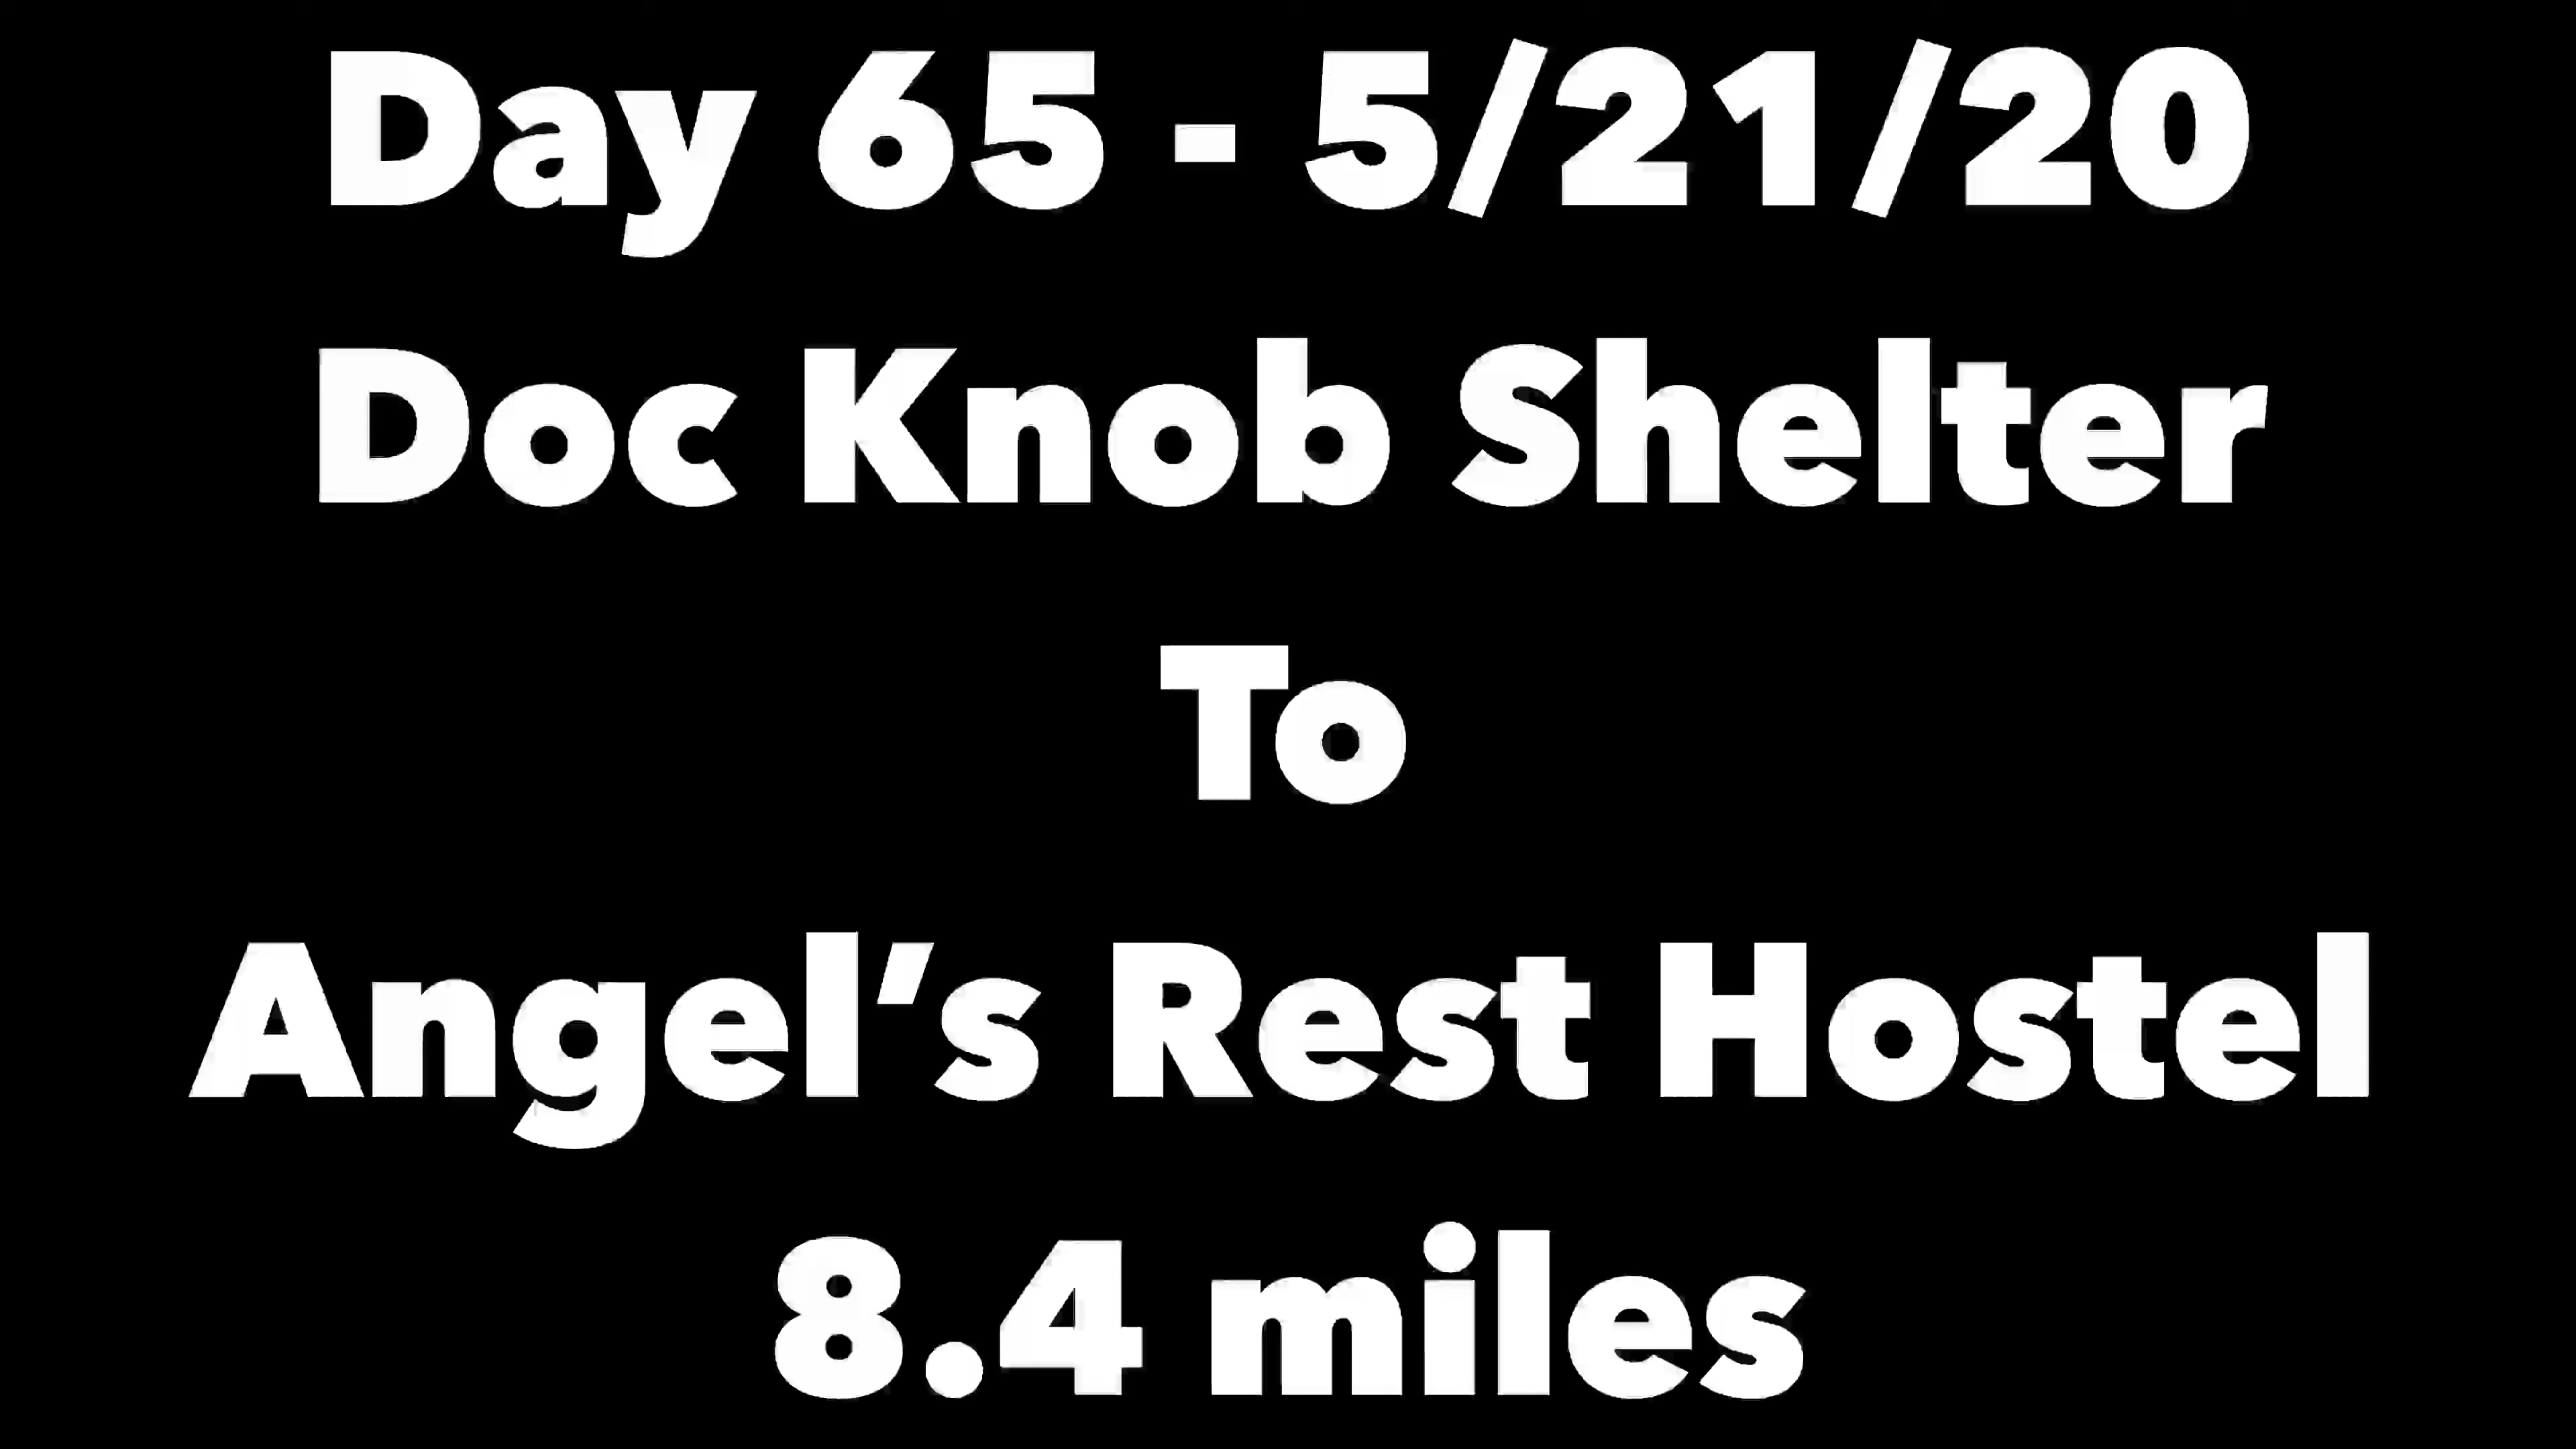 Day 65 - 5/21/20
Doc Knob Shelter
To
Angel’s Rest Hostel
8.4 miles